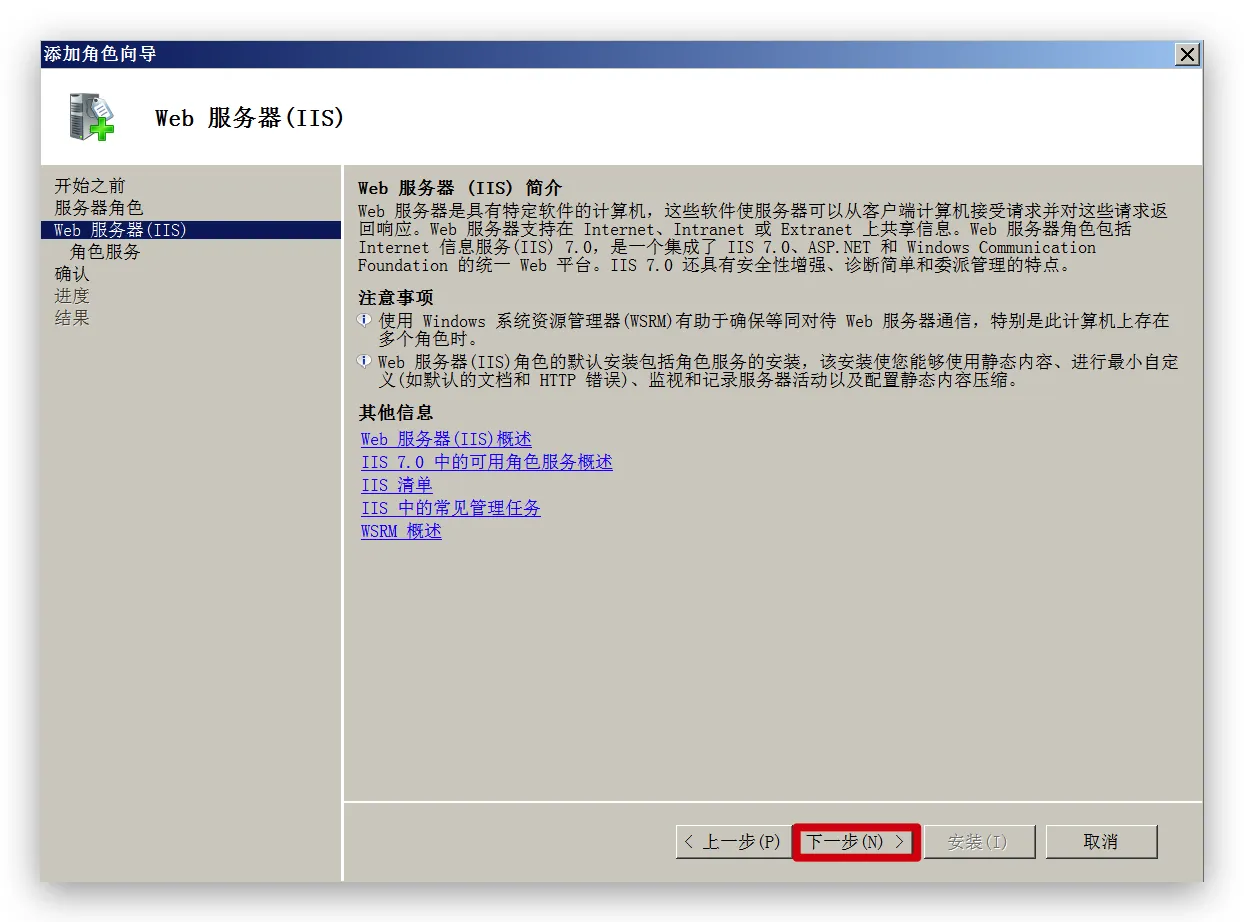 添加角色向导
Web 服务器(IIS)
开始之前
服务器角色
Web 服务器(IIS)
角色服务
确认
进度
结果
Web 服务器 (IIS) 简介
Web 服务器是具有特定软件的计算机，这些软件使服务器可以从客户端计算机接受请求并对这些请求返
回响应。Web 服务器支持在 Internet、Intranet 或 Extranet 上共享信息。Web 服务器角色包括
Internet 信息服务(IIS) 7.0，是一个集成了 IIS 7.0、ASP.NET 和 Windows Communication
Foundation 的统一 Web 平台。IIS 7.0 还具有安全性增强、诊断简单和委派管理的特点。
注意事项
使用 Windows 系统资源管理器(WSRM)有助于确保等同对待 Web 服务器通信，特别是此计算机上存在
多个角色时。
Web 服务器(IIS)角色的默认安装包括角色服务的安装，该安装使您能够使用静态内容、进行最小自定
义(如默认的文档和 HTTP 错误)、监视和记录服务器活动以及配置静态内容压缩。
其他信息
Web 服务器(IIS)概述
IIS 7.0 中的可用角色服务概述
IIS 清单
IIS 中的常见管理任务
WSRM 概述
< 上一步(P)
下一步(N) >
安装(I)
取消